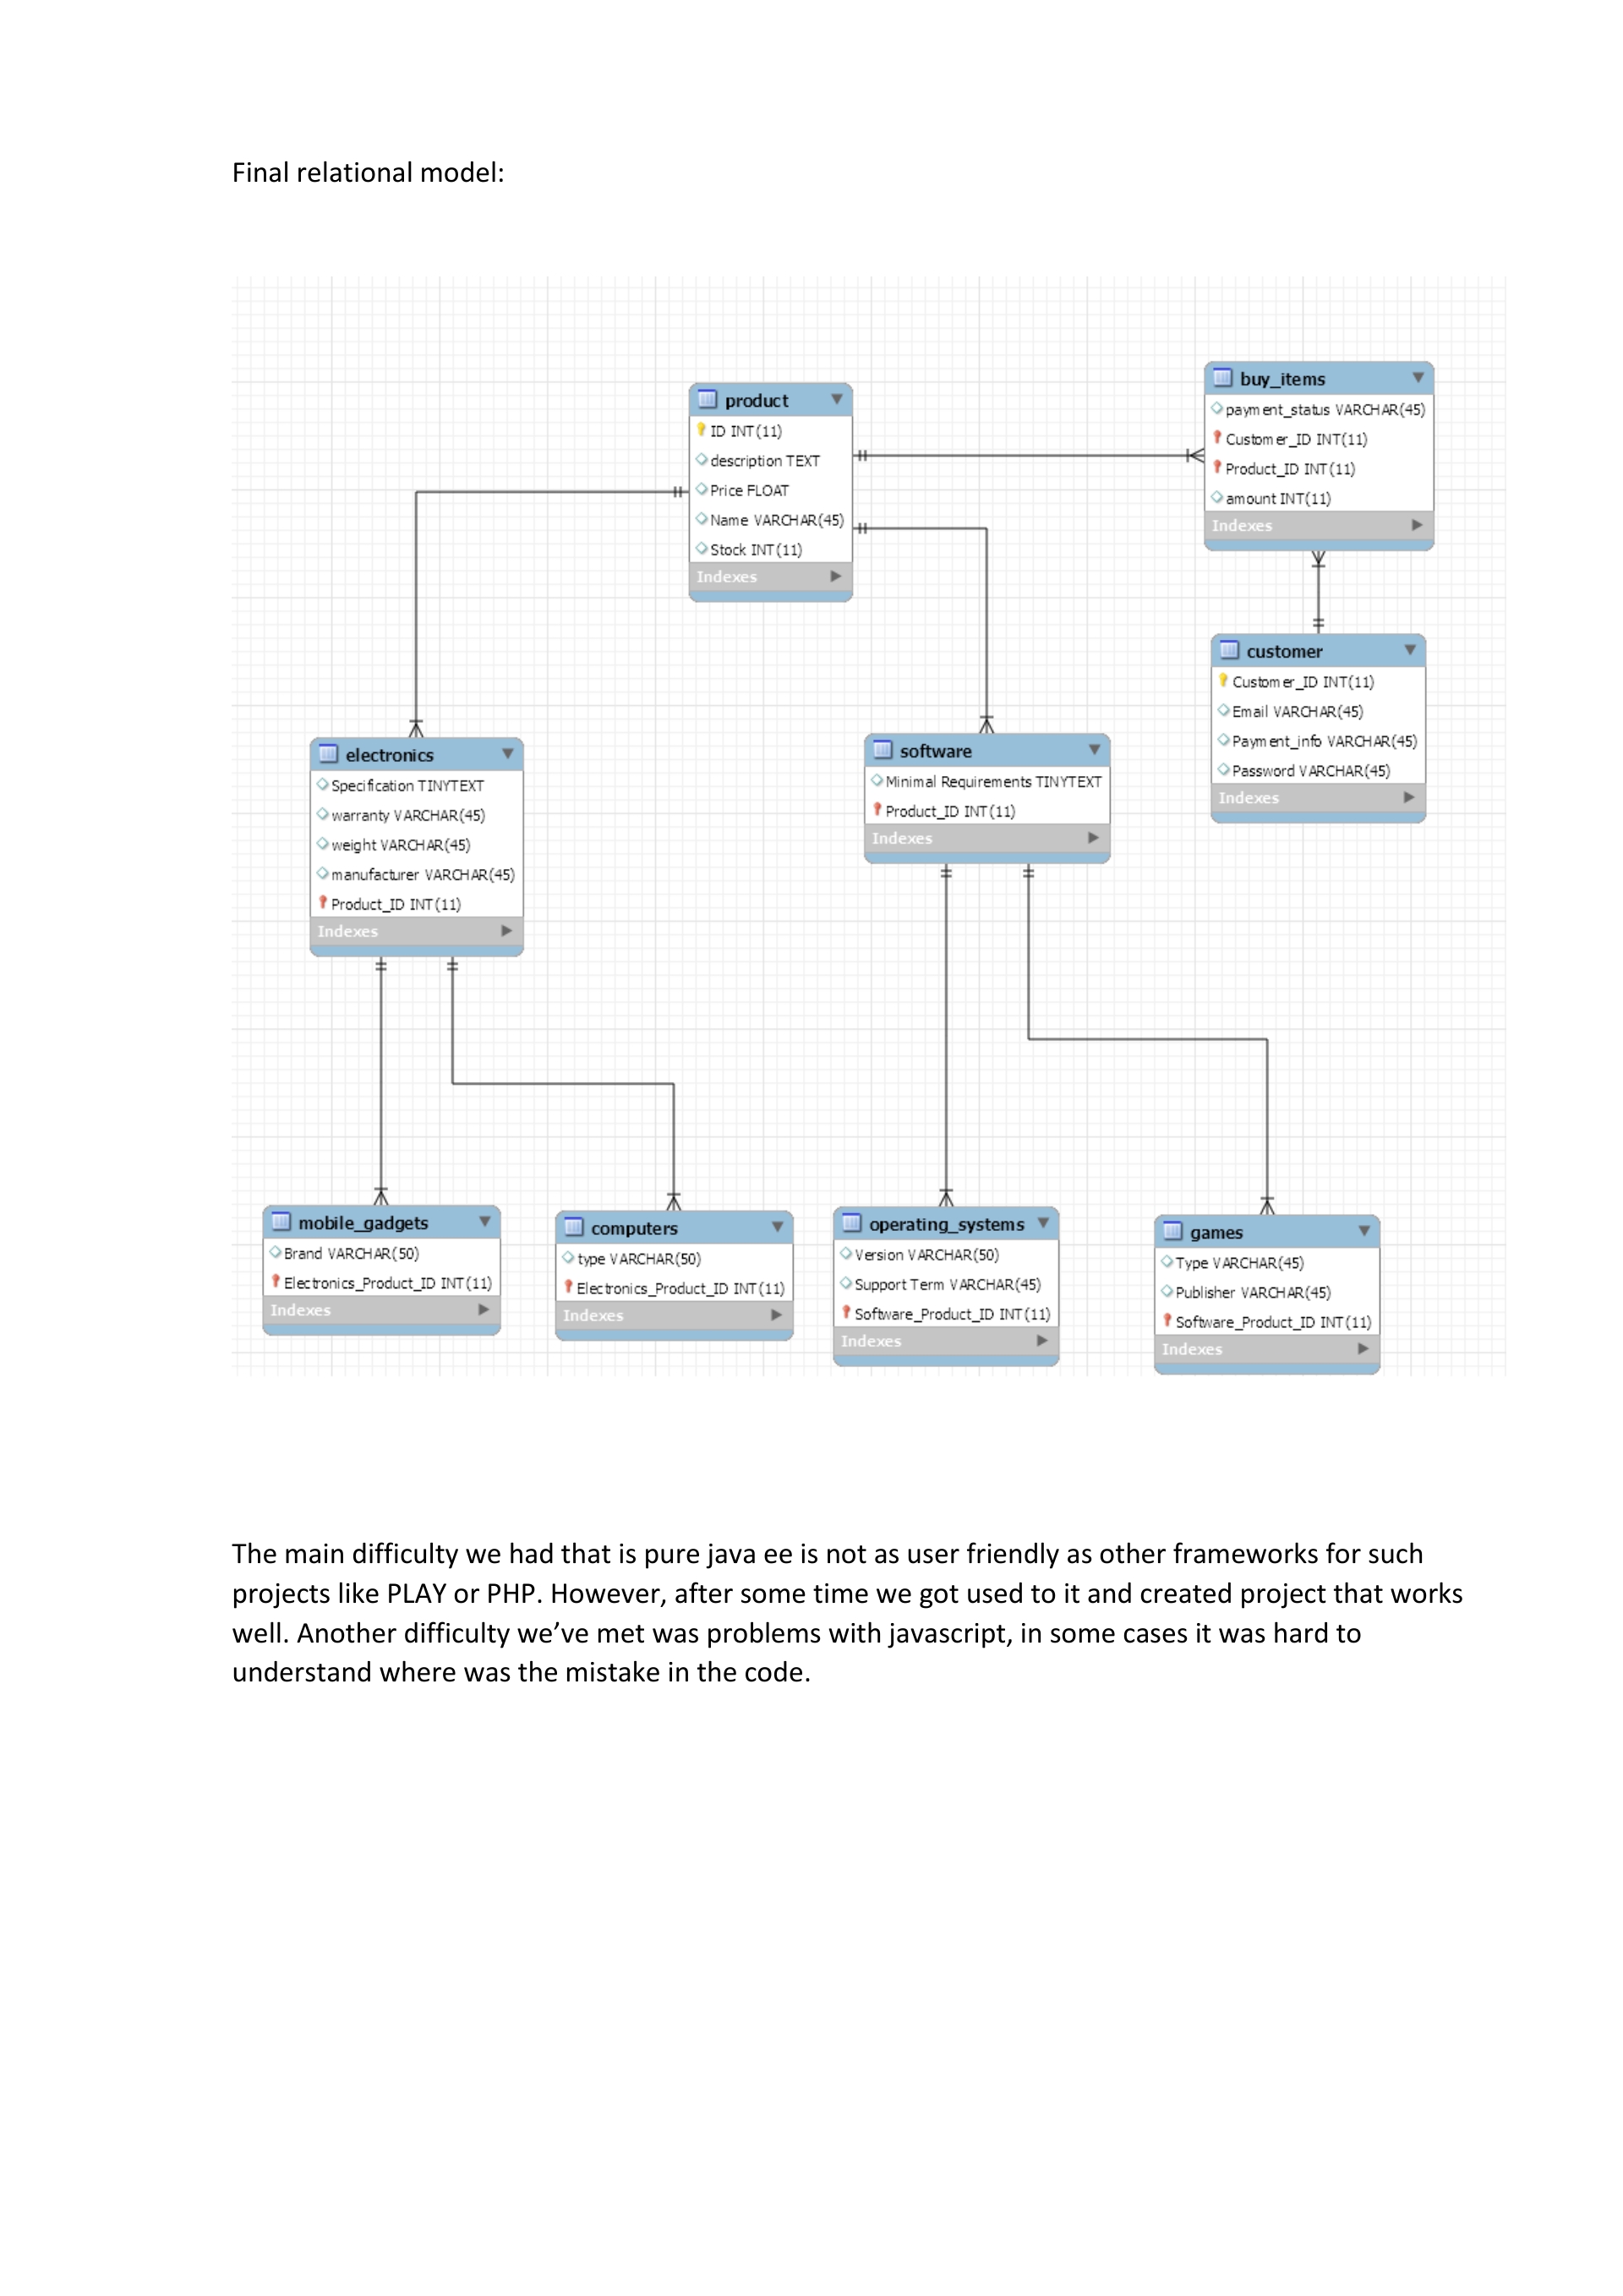 Final relational model:
product
ID INT(11)
description TEXT
Price FLOAT
Name VARCHAR(45)
Stock INT(11)
Indexes
buy_items
payment_status VARCHAR(45)
Customer_ID INT(11)
Product_ID INT(11)
amount INT(11)
Indexes
customer
Customer_ID INT(11)
Email VARCHAR(45)
Payment_info VARCHAR(45)
Password VARCHAR(45)
Indexes
electronics
Specification TINYTEXT
warranty VARCHAR(45)
weight VARCHAR(45)
manufacturer VARCHAR(45)
Product_ID INT(11)
Indexes
software
Minimal Requirements TINYTEXT
Product_ID INT(11)
Indexes
mobile_gadgets
Brand VARCHAR(50)
Electronics_Product_ID INT(11)
Indexes
computers
type VARCHAR(50)
Electronics_Product_ID INT(11)
Indexes
operating_systems
Version VARCHAR(50)
Support Term VARCHAR(45)
Software_Product_ID INT(11)
Indexes
games
Type VARCHAR(45)
Publisher VARCHAR(45)
Software_Product_ID INT(11)
Indexes
The main difficulty we had that is pure java ee is not as user friendly as other frameworks for such
projects like PLAY or PHP. However, after some time we got used to it and created project that works
well. Another difficulty we’ve met was problems with javascript, in some cases it was hard to
understand where was the mistake in the code.